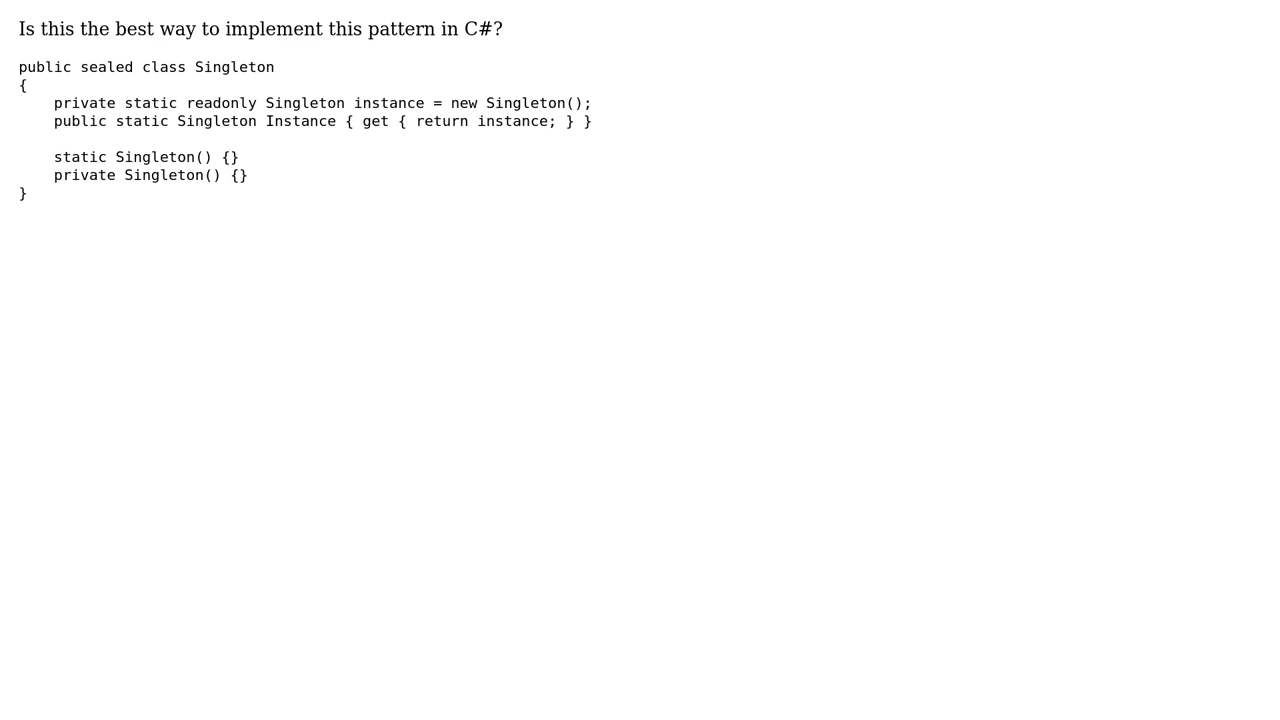 Is this the best way to implement this pattern in C#?
public sealed class Singleton
{
    private static readonly Singleton instance = new Singleton();
    public static Singleton Instance { get { return instance; } }

    static Singleton() {}
    private Singleton() {}
}